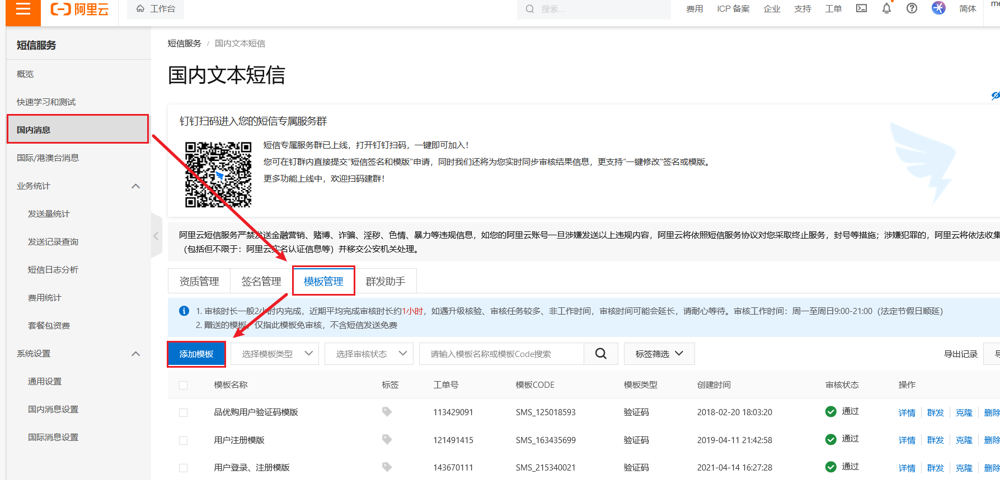 阿里云
工作台
搜索...
费用
ICP 备案
企业
支持
工单
简体
me
短信服务
概览
快速学习和测试
国内消息
国际/港澳台消息
业务统计
发送量统计
发送记录查询
短信日志分析
费用统计
套餐包资费
系统设置
通用设置
国内消息设置
国际消息设置
短信服务 / 国内文本短信
国内文本短信
钉钉扫码进入您的短信专属服务群
短信专属服务群已上线，打开钉钉扫码，一键即可加入！
您可在钉群内直接提交“短信签名和模版”申请，同时我们还将为您实时同步审核结果信息，更支持“一键修改”签名或模版。
更多功能上线中，欢迎扫码建群！
阿里云短信服务严禁发送金融营销、赌博、诈骗、淫秽、色情、暴力等违规信息，如您的阿里云账号一旦涉嫌发送以上违规内容，阿里云将依照短信服务协议对您采取终止服务，封号等措施；涉嫌犯罪的，阿里云将依法收集
（包括但不限于：阿里云实名认证信息等）并移交公安机关处理。
资质管理
签名管理
模板管理
群发助手
1. 审核时长一般2小时内完成，近期平均完成审核时长约1小时，如遇升级核验、审核任务较多、非工作时间，审核时间可能会延长，请耐心等待。审核工作时间：周一至周日9:00-21:00（法定节假日顺延）
2. 赠送的模板，仅指此模板免审核，不含短信发送免费
添加模板
选择模板类型
选择审核状态
请输入模板名称或模板Code搜索
标签筛选
导出记录
导
模板名称 标签 工单号 模板CODE 模板类型 创建时间 审核状态 操作
品优购用户验证码模版 113429091 SMS_125018593 验证码 2018-02-20 18:03:20 通过 详情 群发 克隆 删除
用户注册模版 121491415 SMS_163435699 验证码 2019-04-11 21:42:58 通过 详情 群发 克隆 删除
用户登录、注册模版 143670111 SMS_215340021 验证码 2021-04-14 16:27:28 通过 详情 群发 克隆 删除